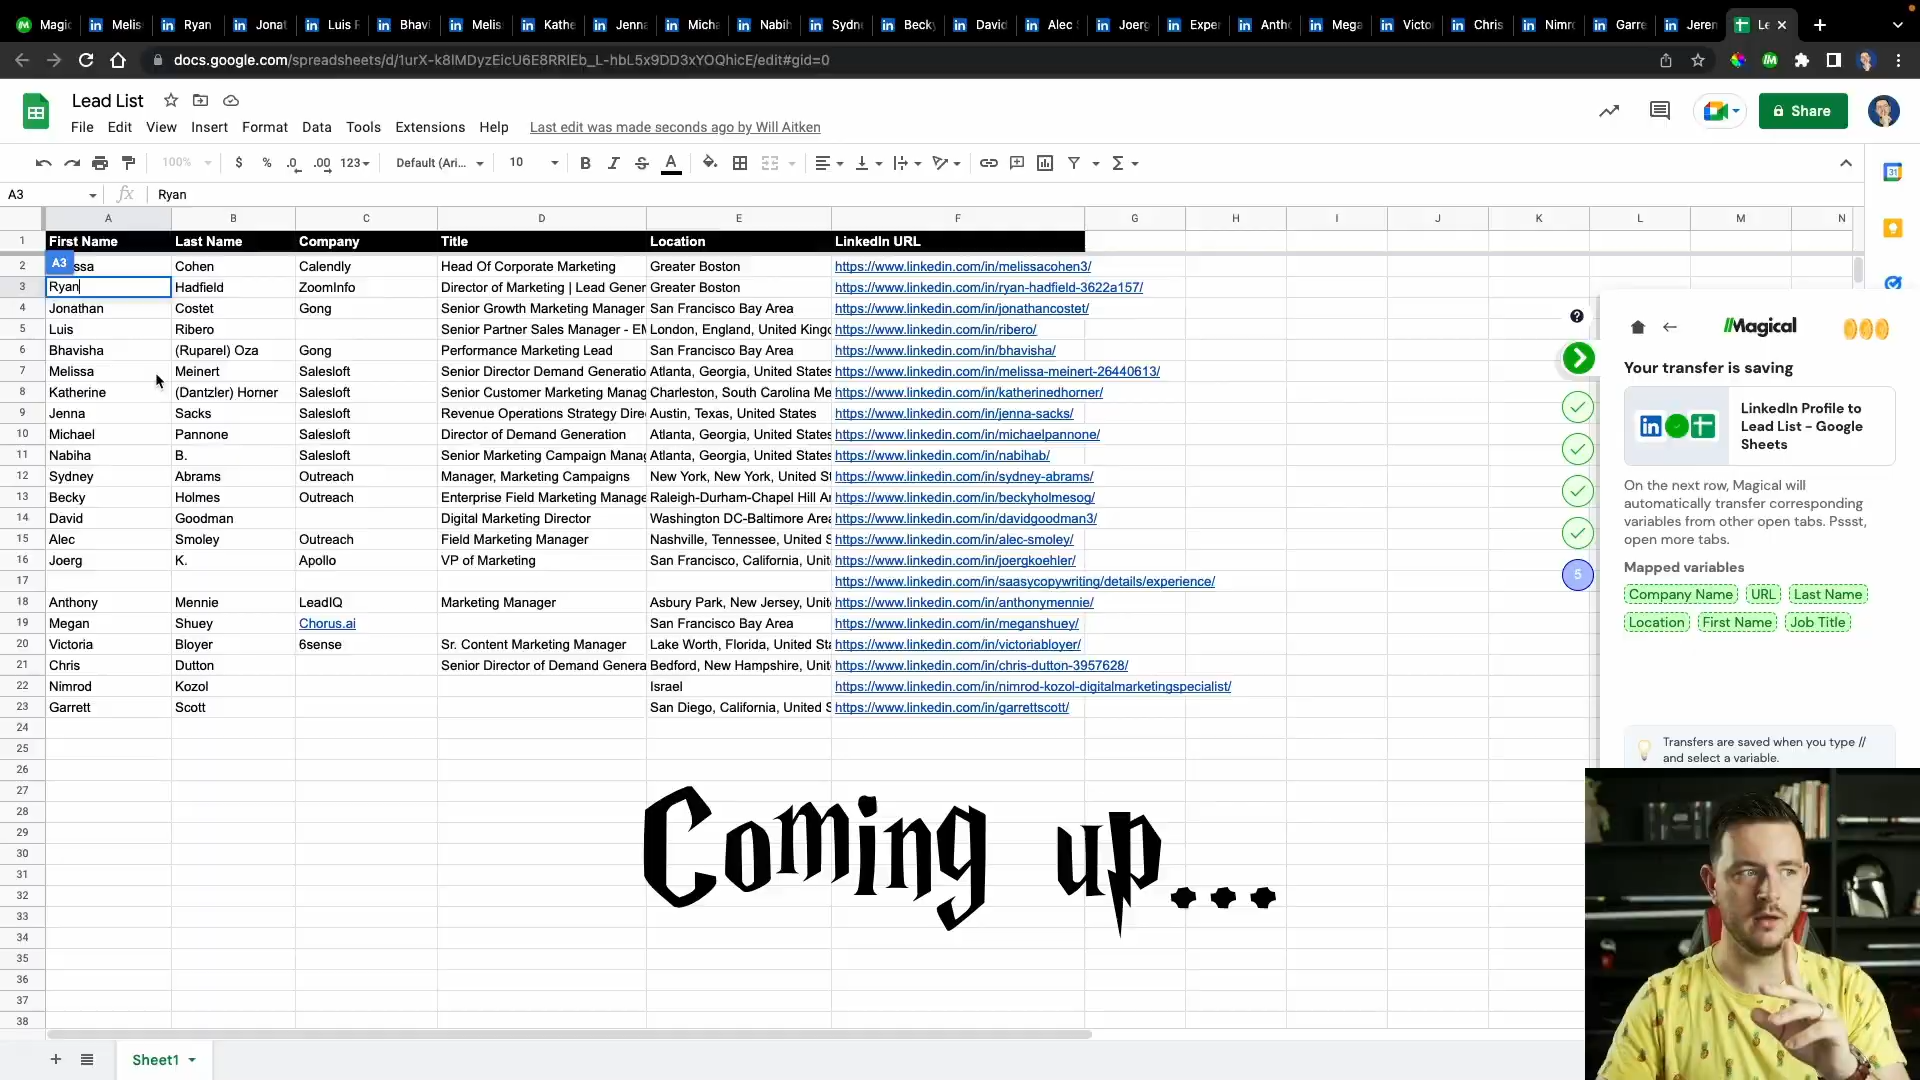 Magic
Melis
Ryan
Jonat
Luis R
Bhavi
Melis
Kathe
Jenna
Micha
Nabih
Sydne
Becky
David
Alec
Joerg
Exper
Antho
Mega
Victo
Chris
Nimro
Garre
Jerem
Le
docs.google.com/spreadsheets/d/1urX-k8lMDyzEicU6E8RRlEb_L-hbL5x9DD3xYOQhicE/edit#gid=0
Lead List
Share
File Edit View Insert Format Data Tools Extensions Help Last edit was made seconds ago by Will Aitken
100% $ % .0 .00 123 Default (Ari... 10 B I S A
31
A3 fx Ryan
A B C D E F G H I J K L M N
1 First Name Last Name Company Title Location LinkedIn URL
A3
2 ssa Cohen Calendly Head Of Corporate Marketing Greater Boston https://www.linkedin.com/in/melissacohen3/
3 Ryan Hadfield ZoomInfo Director of Marketing | Lead Gener Greater Boston https://www.linkedin.com/in/ryan-hadfield-3622a157/
4 Jonathan Costet Gong Senior Growth Marketing Manager San Francisco Bay Area https://www.linkedin.com/in/jonathancostet/
5 Luis Ribero Senior Partner Sales Manager - EM London, England, United Kingd https://www.linkedin.com/in/ribero/
6 Bhavisha (Ruparel) Oza Gong Performance Marketing Lead San Francisco Bay Area https://www.linkedin.com/in/bhavisha/
7 Melissa Meinert Salesloft Senior Director Demand Generatio Atlanta, Georgia, United States https://www.linkedin.com/in/melissa-meinert-26440613/
8 Katherine (Dantzler) Horner Salesloft Senior Customer Marketing Manag Charleston, South Carolina Me https://www.linkedin.com/in/katherinedhorner/
9 Jenna Sacks Salesloft Revenue Operations Strategy Dire Austin, Texas, United States https://www.linkedin.com/in/jenna-sacks/
10 Michael Pannone Salesloft Director of Demand Generation Atlanta, Georgia, United States https://www.linkedin.com/in/michaelpannone/
11 Nabiha B. Salesloft Senior Marketing Campaign Manag Atlanta, Georgia, United States https://www.linkedin.com/in/nabihab/
12 Sydney Abrams Outreach Manager, Marketing Campaigns New York, New York, United St https://www.linkedin.com/in/sydney-abrams/
13 Becky Holmes Outreach Enterprise Field Marketing Manage Raleigh-Durham-Chapel Hill Ar https://www.linkedin.com/in/beckyholmesog/
14 David Goodman Digital Marketing Director Washington DC-Baltimore Area https://www.linkedin.com/in/davidgoodman3/
15 Alec Smoley Outreach Field Marketing Manager Nashville, Tennessee, United S https://www.linkedin.com/in/alec-smoley/
16 Joerg K. Apollo VP of Marketing San Francisco, California, Unit https://www.linkedin.com/in/joergkoehler/
17 https://www.linkedin.com/in/saasycopywriting/details/experience/
18 Anthony Mennie LeadIQ Marketing Manager Asbury Park, New Jersey, Unit https://www.linkedin.com/in/anthonymennie/
19 Megan Shuey Chorus.ai San Francisco Bay Area https://www.linkedin.com/in/meganshuey/
20 Victoria Bloyer 6sense Sr. Content Marketing Manager Lake Worth, Florida, United Sta https://www.linkedin.com/in/victoriabloyer/
21 Chris Dutton Senior Director of Demand Genera Bedford, New Hampshire, Unit https://www.linkedin.com/in/chris-dutton-3957628/
22 Nimrod Kozol Israel https://www.linkedin.com/in/nimrod-kozol-digitalmarketingspecialist/
23 Garrett Scott San Diego, California, United S https://www.linkedin.com/in/garrettscott/
24
25
26
27
28
29
30
31
32
33
34
35
36
37
38
Coming up...
Sheet1
//Magical
Your transfer is saving
LinkedIn Profile to
Lead List - Google
Sheets
On the next row, Magical will
automatically transfer corresponding
variables from other open tabs. Pssst,
open more tabs.
Mapped variables
5
Company Name URL Last Name
Location First Name Job Title
Transfers are saved when you type //
and select a variable.